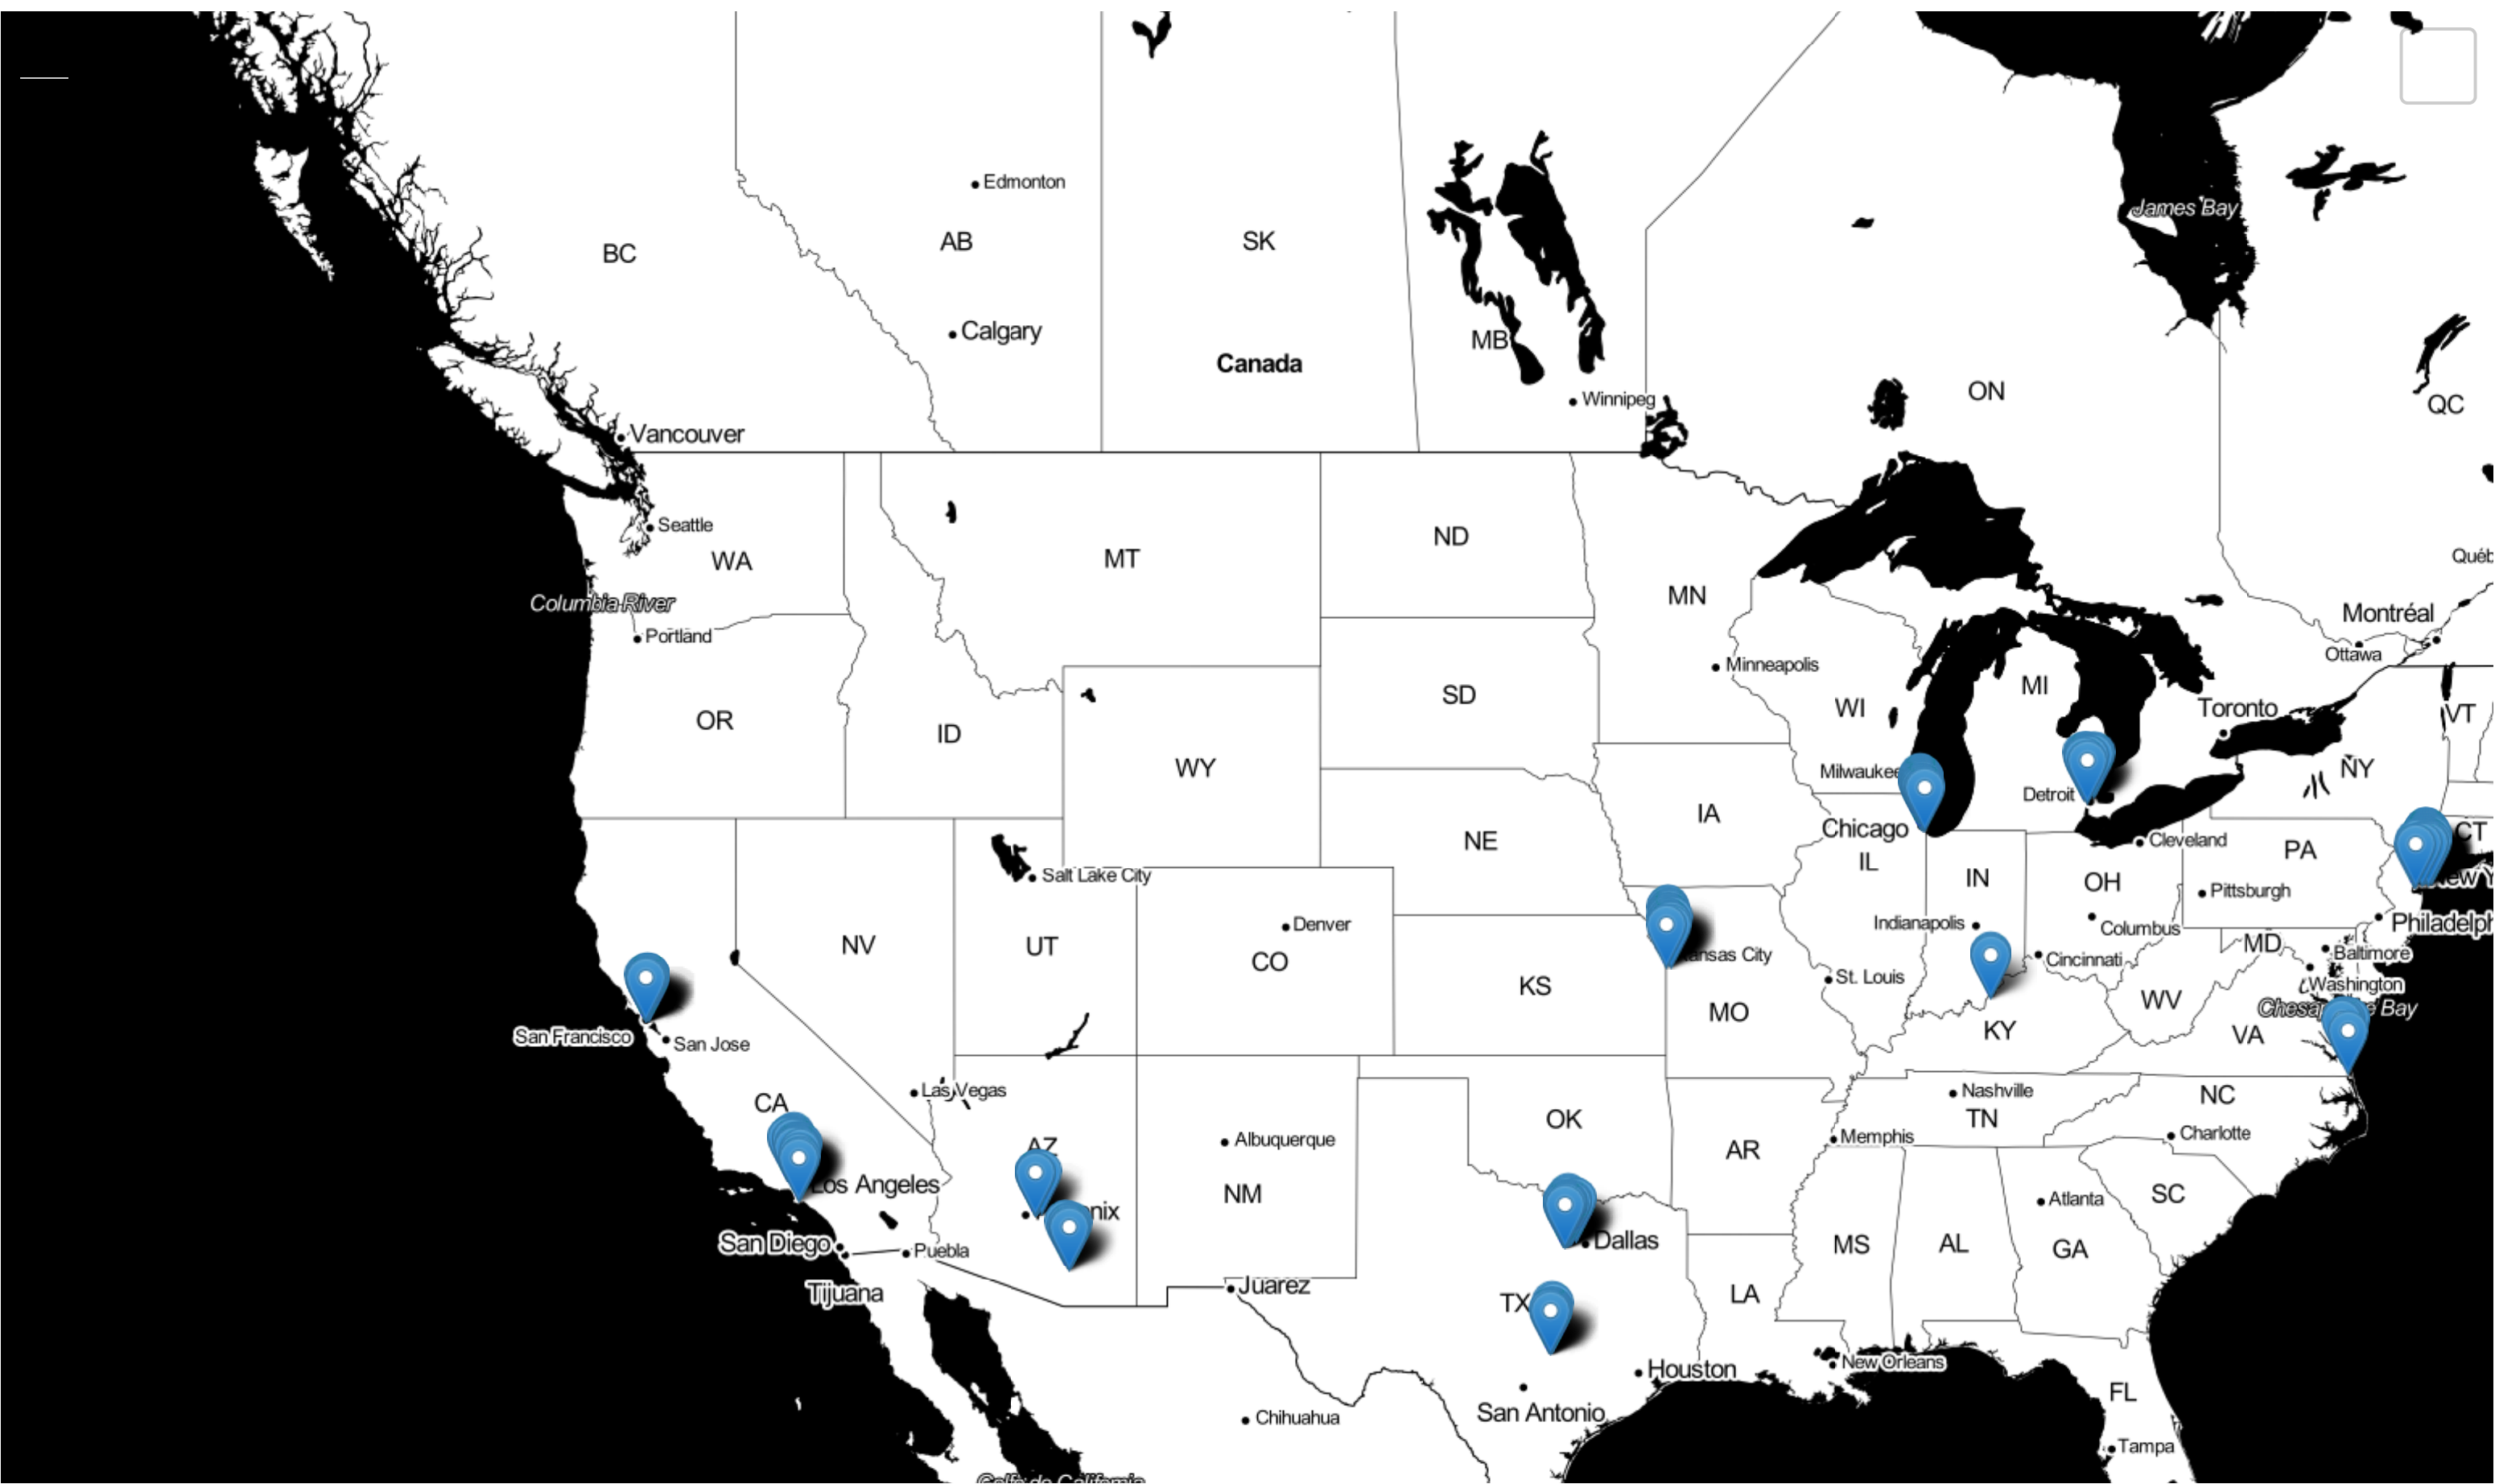 Edmonton
James Bay
BC
AB
SK
Calgary
MB
Canada
ON
Winnipeg
QC
Vancouver
Seattle
ND
WA
MT
MN
Columbia River
Montréal
Portland
Ottawa
Minneapolis
MI
SD
WI
Toronto
VT
OR
ID
WY
NY
Detroit
IA
Chicago
CT
NE
Cleveland
PA
IL
IN
OH
Salt Lake City
Pittsburgh
Denver
Indianapolis
Columbus
NV
UT
MD
Baltimore
CO
Cincinnati
St. Louis
KS
Washington
WV
MO
San Francisco
San Jose
KY
VA
Las Vegas
Nashville
NC
CA
OK
TN
Albuquerque
AR
Memphis
Charlotte
AZ
Los Angeles
NM
SC
Atlanta
San Diego
Puebla
Dallas
MS
AL
GA
Juarez
Tijuana
TX
LA
Houston
New Orleans
FL
San Antonio
Chihuahua
Tampa